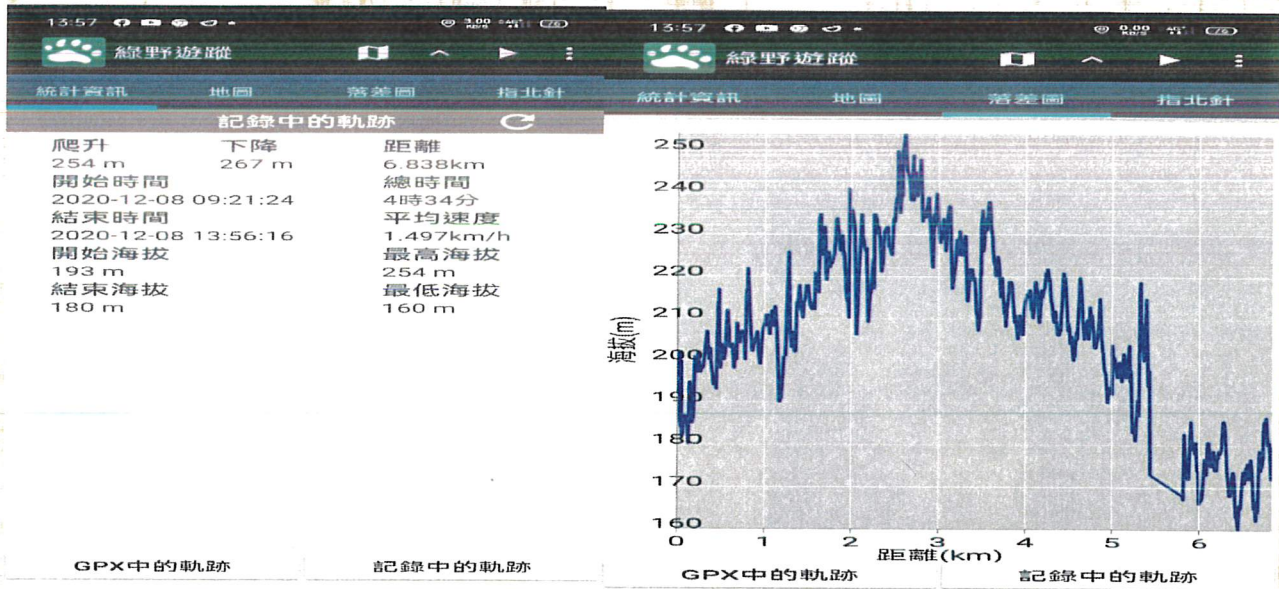 13:57
3.00 KB/S
綠野遊蹤
統計資訊 地圖 落差圖 指北針
記錄中的軌跡
爬升 下降 距離
254 m 267 m 6.838km
開始時間 總時間
2020-12-08 09:21:24 4時34分
結束時間 平均速度
2020-12-08 13:56:16 1.497km/h
開始海拔 最高海拔
193 m 254 m
結束海拔 最低海拔
180 m 160 m
GPX中的軌跡 記錄中的軌跡
13:57
0.00 KB/S
綠野遊蹤
統計資訊 地圖 落差圖 指北針
250
240
230
220
210
200
190
180
170
160
海拔(m)
0 1 2 3 4 5 6
距離(km)
GPX中的軌跡 記錄中的軌跡